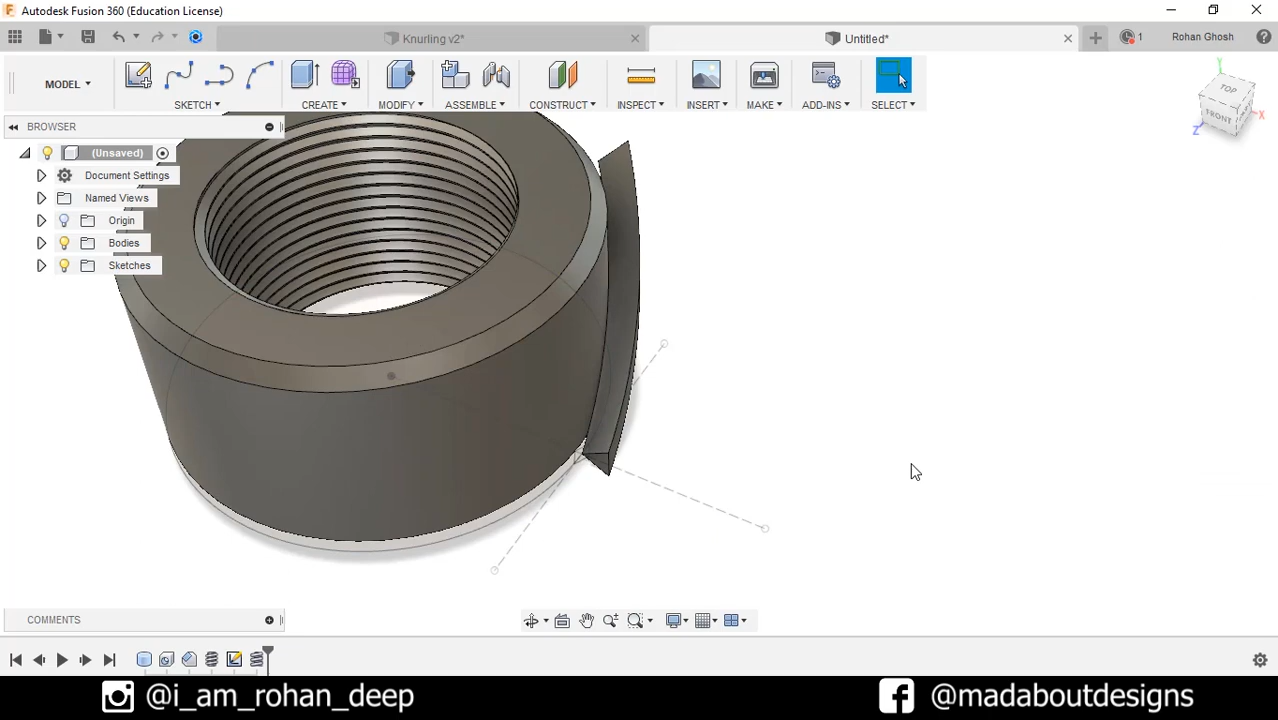 Autodesk Fusion 360 (Education License)
Knurling v2*
Untitled*
1
Rohan Ghosh
MODEL
SKETCH
CREATE
MODIFY
ASSEMBLE
CONSTRUCT
INSPECT
INSERT
MAKE
ADD-INS
SELECT
Y
TOP
FRONT
X
Z
BROWSER
(Unsaved)
Document Settings
Named Views
Origin
Bodies
Sketches
COMMENTS
@i_am_rohan_deep
@madaboutdesigns